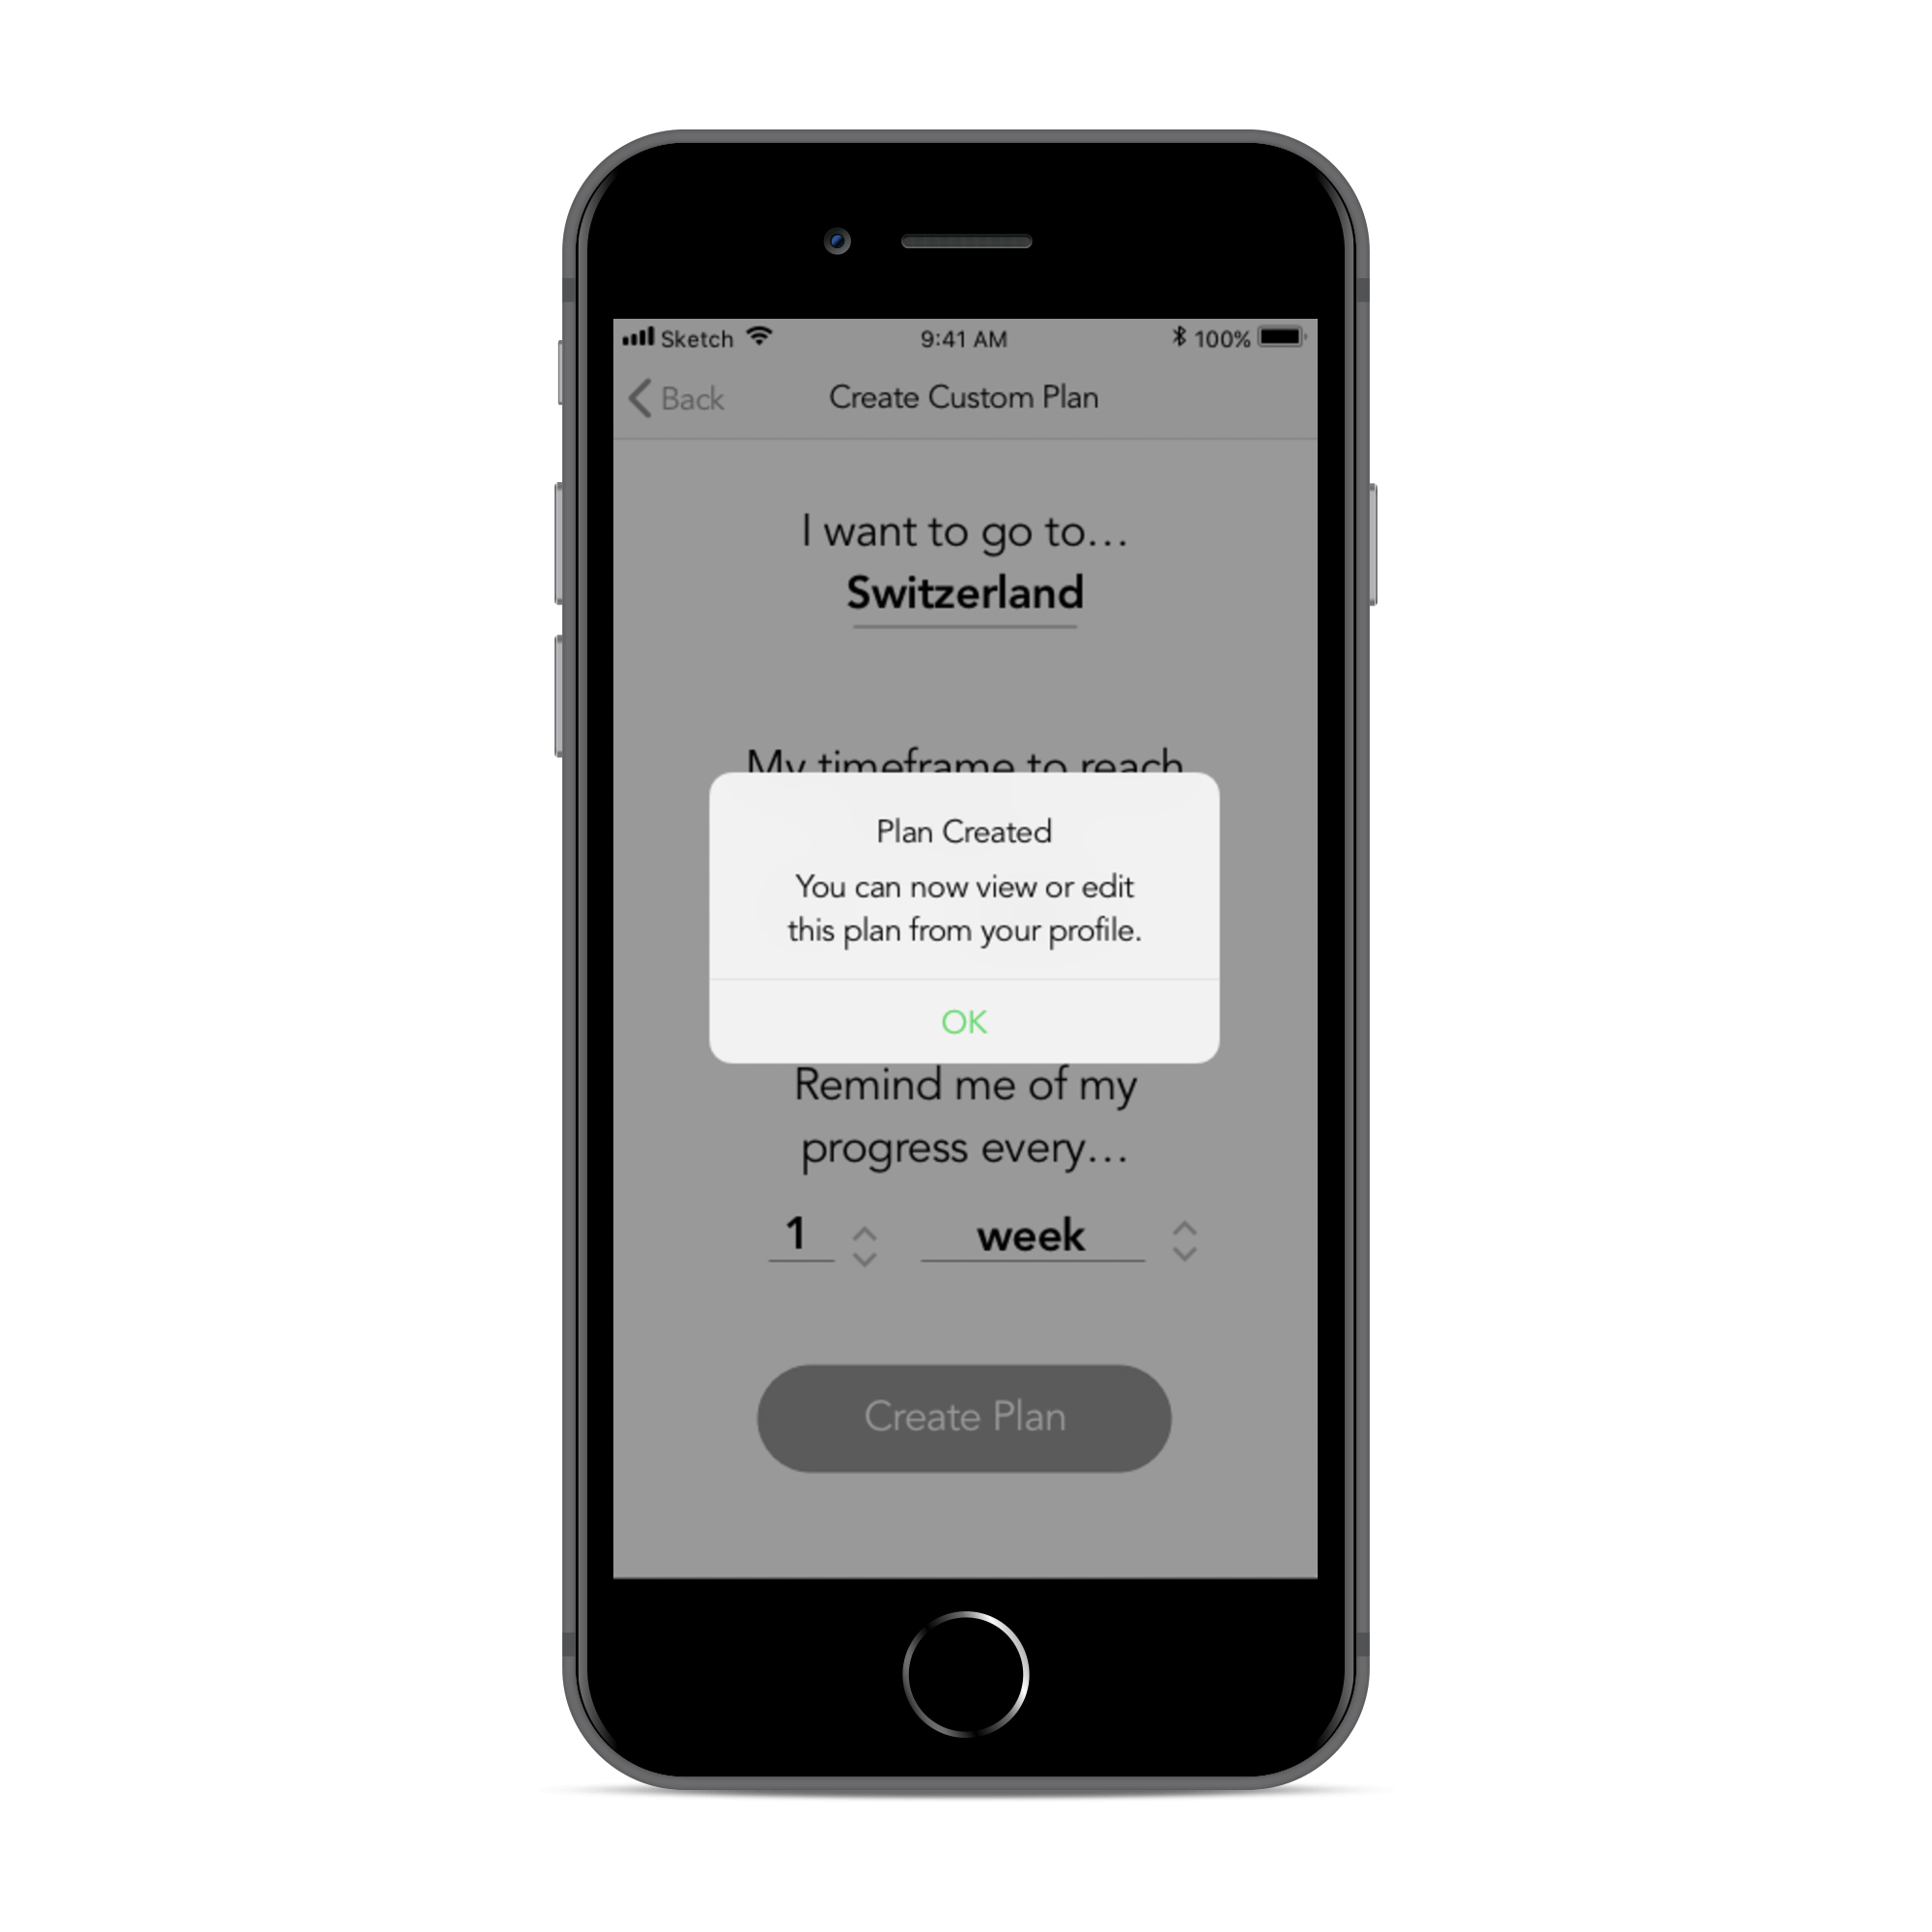 Sketch 9:41 AM 100%
Back Create Custom Plan
I want to go to...
Switzerland
My timeframe to reach
Plan Created
You can now view or edit
this plan from your profile.
OK
Remind me of my
progress every...
1 week
Create Plan